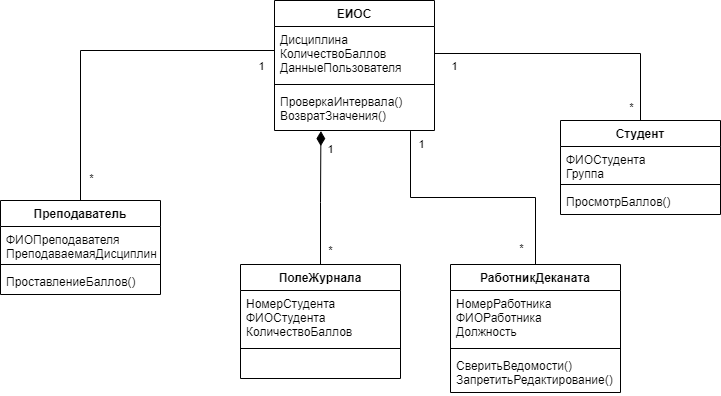 ЕИОС
Дисциплина
КоличествоБаллов
ДанныеПользователя
ПроверкаИнтервала()
ВозвратЗначения()
1
1
1
1
*
*
*
*
Студент
ФИОСтудента
Группа
ПросмотрБаллов()
Преподаватель
ФИОПреподавателя
ПреподаваемаяДисциплин
ПроставлениеБаллов()
ПолеЖурнала
НомерСтудента
ФИОСтудента
КоличествоБаллов
РаботникДеканата
НомерРаботника
ФИОРаботника
Должность
СверитьВедомости()
ЗапретитьРедактирование()